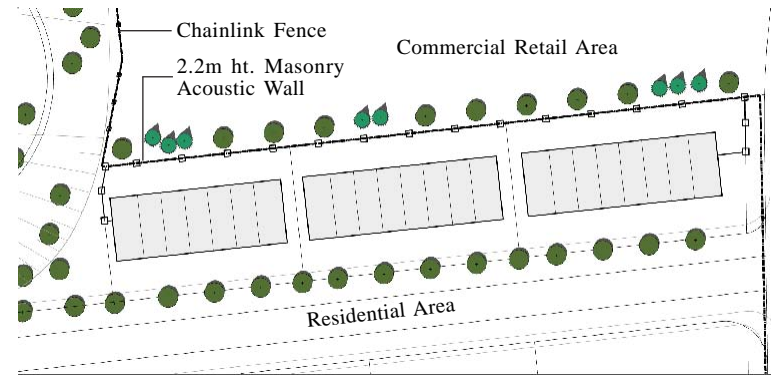 Chainlink Fence
Commercial Retail Area
2.2m ht. Masonry
Acoustic Wall
Residential Area